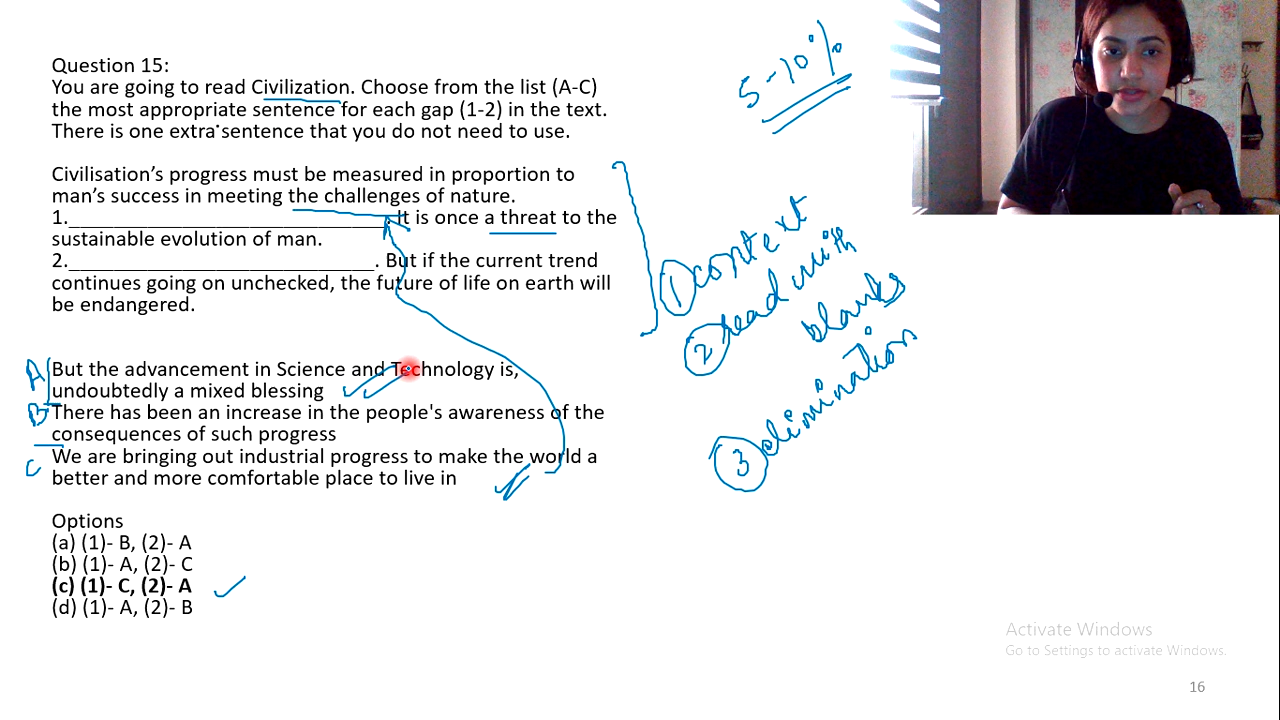 Question 15:
You are going to read Civilization. Choose from the list (A-C)
the most appropriate sentence for each gap (1-2) in the text.
There is one extra sentence that you do not need to use.
Civilisation’s progress must be measured in proportion to
man’s success in meeting the challenges of nature.
1.______________________________. It is once a threat to the
sustainable evolution of man.
2._____________________________. But if the current trend
continues going on unchecked, the future of life on earth will
be endangered.
A But the advancement in Science and Technology is,
undoubtedly a mixed blessing
B There has been an increase in the people's awareness of the
consequences of such progress
C We are bringing out industrial progress to make the world a
better and more comfortable place to live in
Options
(a) (1)- B, (2)- A
(b) (1)- A, (2)- C
(c) (1)- C, (2)- A
(d) (1)- A, (2)- B
5-10%
1 context
2 read with
blanks
3 elimination
Activate Windows
Go to Settings to activate Windows.
16